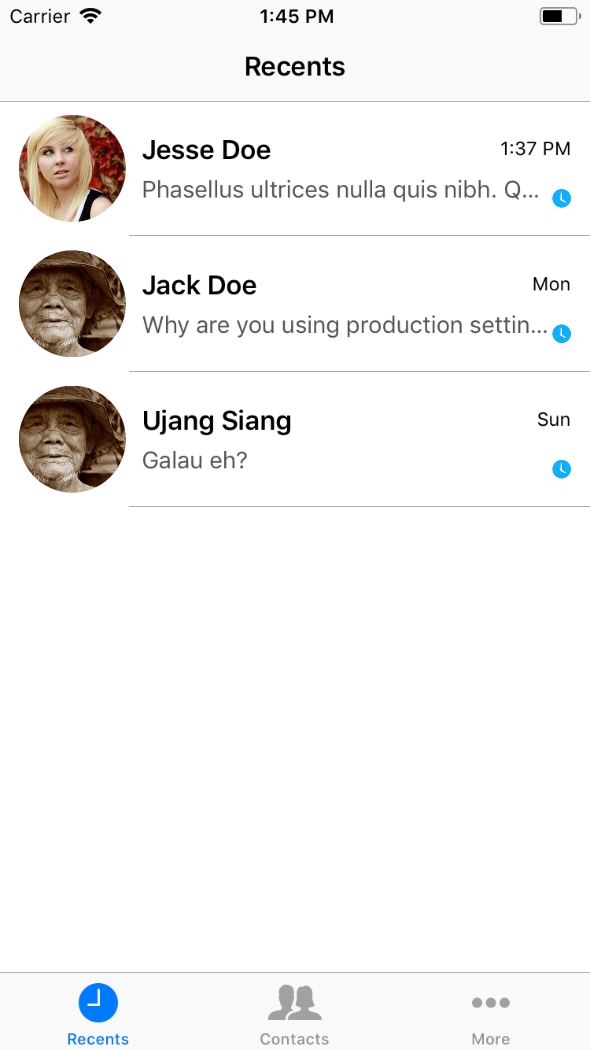 Carrier 1:45 PM
Recents
Jesse Doe 1:37 PM
Phasellus ultrices nulla quis nibh. Q...
Jack Doe Mon
Why are you using production settin...
Ujang Siang Sun
Galau eh?
Recents Contacts More